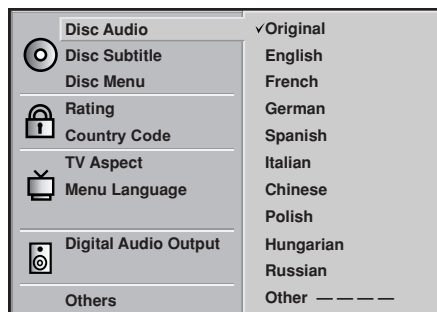 Disc Audio
Disc Subtitle
Disc Menu
Rating
Country Code
TV Aspect
Menu Language
Digital Audio Output
Others
✓Original
English
French
German
Spanish
Italian
Chinese
Polish
Hungarian
Russian
Other — — — —